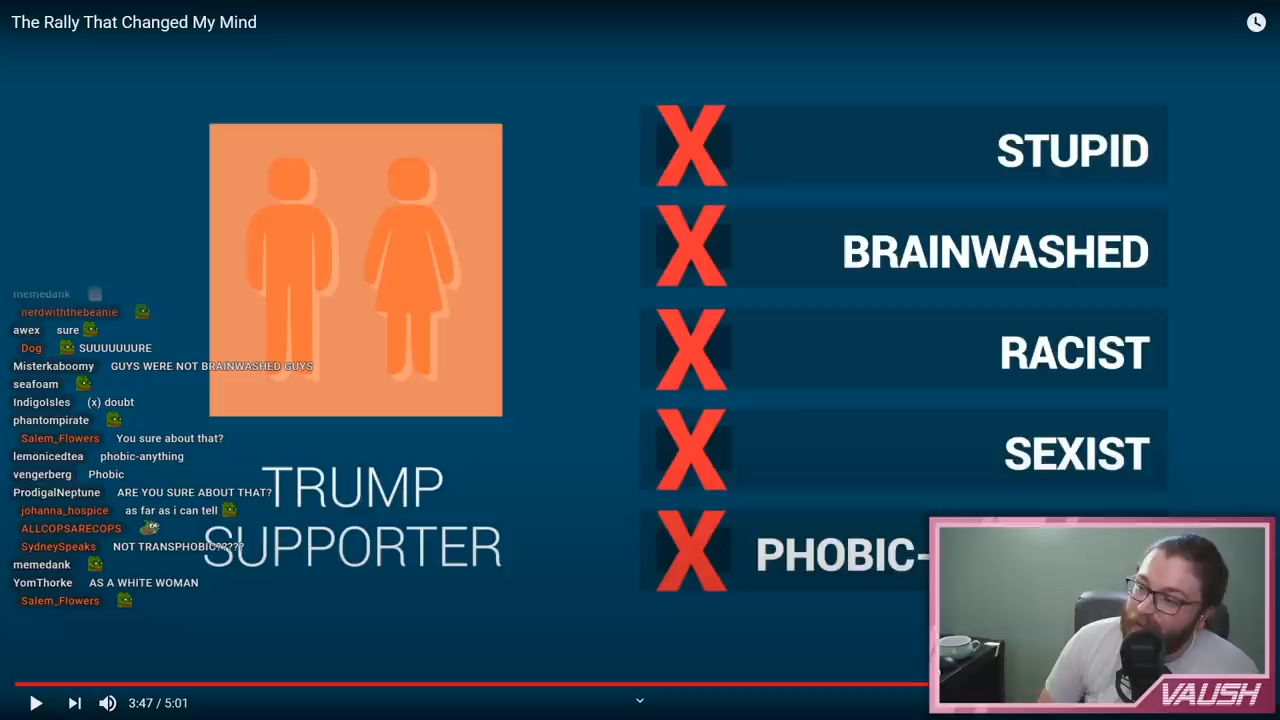 The Rally That Changed My Mind
STUPID
BRAINWASHED
RACIST
SEXIST
PHOBIC-
TRUMP
SUPPORTER
memedank
nerdwiththebeanie
awex sure
Dog SUUUUUURE
Misterkaboomy GUYS WERE NOT BRAINWASHED GUYS
seafoam
IndigoIsles (x) doubt
phantompirate
Salem_Flowers You sure about that?
lemonicedtea phobic-anything
vengerberg Phobic
ProdigalNeptune ARE YOU SURE ABOUT THAT?
johanna_hospice as far as i can tell
ALLCOPSARECOPS
SydneySpeaks NOT TRANSPHOBIC?????
memedank
YomThorke AS A WHITE WOMAN
Salem_Flowers
3:47 / 5:01
VAUSH